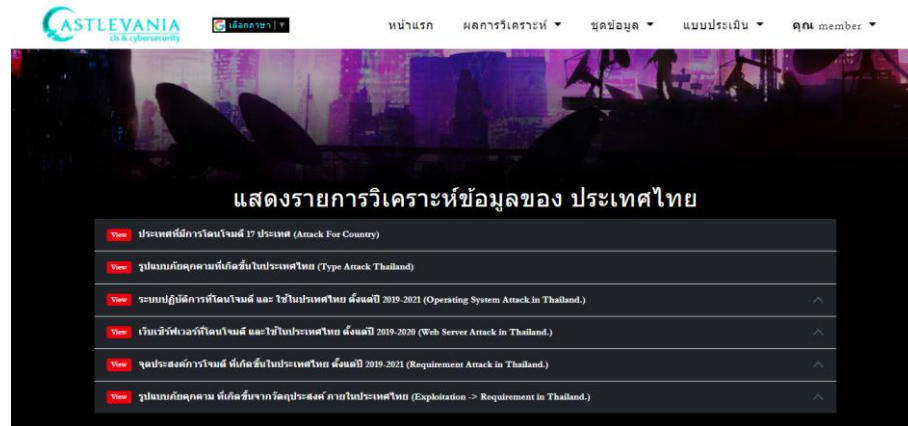 CASTLEVANIA
cis & cybersecurity
เลือกภาษา | ▼
หน้าแรก
ผลการวิเคราะห์
ชุดข้อมูล
แบบประเมิน
คุณ member
แสดงรายการวิเคราะห์ข้อมูลของ ประเทศไทย
View ประเทศที่มีการโดนโจมตี 17 ประเทศ (Attack For Country)
View รูปแบบภัยคุกคามที่เกิดขึ้นในประเทศไทย (Type Attack Thailand)
View ระบบปฏิบัติการที่โดนโจมตี และ ใช้ในประเทศไทย ตั้งแต่ปี 2019-2021 (Operating System Attack in Thailand.)
View เว็บเซิร์ฟเวอร์ที่โดนโจมตี และใช้ในประเทศไทย ตั้งแต่ปี 2019-2020 (Web Server Attack in Thailand.)
View จุดประสงค์การโจมตี ที่เกิดขึ้นในประเทศไทย ตั้งแต่ปี 2019-2021 (Requirement Attack in Thailand.)
View รูปแบบภัยคุกคาม ที่เกิดขึ้นจากวัตถุประสงค์ ภายในประเทศไทย (Exploitation -> Requirement in Thailand.)